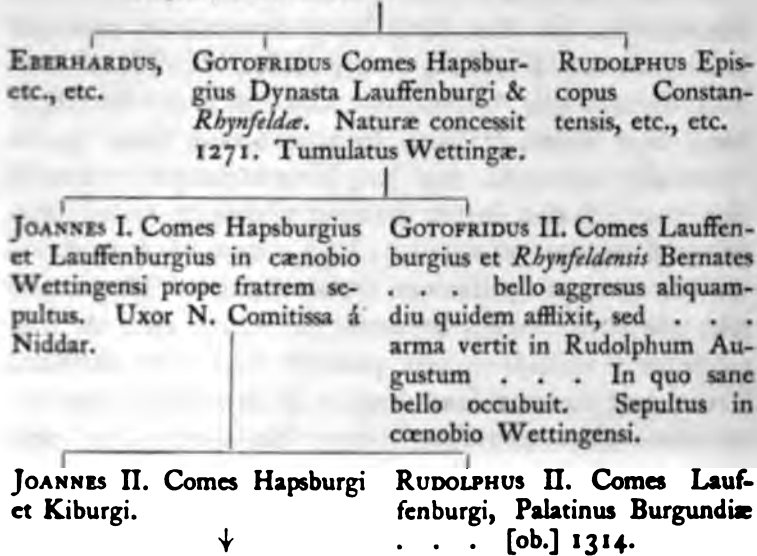 EBERHARDUS,
etc., etc.
GOTOFRIDUS Comes Hapsbur-
gius Dynasta Lauffenburgi &
Rhynfeldæ. Naturæ concessit
1271. Tumulatus Wettingæ.
RUDOLPHUS Epis-
copus Constan-
tensis, etc., etc.
JOANNES I. Comes Hapsburgius
et Lauffenburgius in cænobio
Wettingensi prope fratrem se-
pultus. Uxor N. Comitissa á
Niddar.
GOTOFRIDUS II. Comes Lauffen-
burgius et Rhynfeldensis Bernates
. . . bello aggresus aliquam-
diu quidem afflixit, sed . . .
arma vertit in Rudolphum Au-
gustum . . . In quo sane
bello occubuit. Sepultus in
cœnobio Wettingensi.
JOANNES II. Comes Hapsburgi
et Kiburgi.
RUDOLPHUS II. Comes Lauf-
fenburgi, Palatinus Burgundiæ
. . . [ob.] 1314.